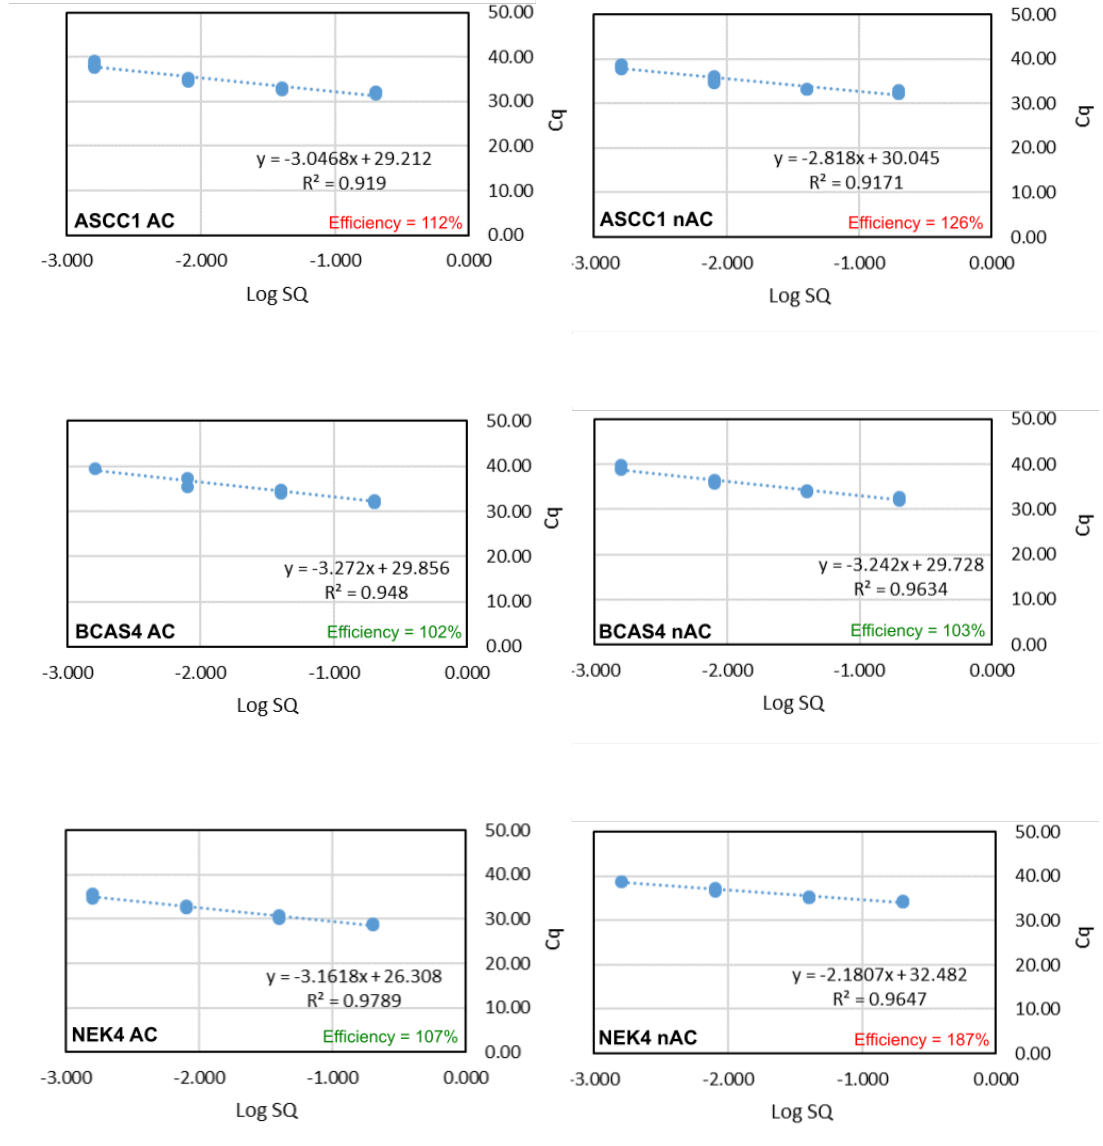 50.00
40.00
30.00
20.00
10.00
0.00
Cq
y = -3.0468x + 29.212
R² = 0.919
ASCC1 AC
Efficiency = 112%
-3.000 -2.000 -1.000 0.000
Log SQ
50.00
40.00
30.00
20.00
10.00
0.00
Cq
y = -2.818x + 30.045
R² = 0.9171
ASCC1 nAC
Efficiency = 126%
-3.000 -2.000 -1.000 0.000
Log SQ
50.00
40.00
30.00
20.00
10.00
0.00
Cq
y = -3.272x + 29.856
R² = 0.948
BCAS4 AC
Efficiency = 102%
-3.000 -2.000 -1.000 0.000
Log SQ
50.00
40.00
30.00
20.00
10.00
0.00
Cq
y = -3.242x + 29.728
R² = 0.9634
BCAS4 nAC
Efficiency = 103%
-3.000 -2.000 -1.000 0.000
Log SQ
50.00
40.00
30.00
20.00
10.00
0.00
Cq
y = -3.1618x + 26.308
R² = 0.9789
NEK4 AC
Efficiency = 107%
-3.000 -2.000 -1.000 0.000
Log SQ
50.00
40.00
30.00
20.00
10.00
0.00
Cq
y = -2.1807x + 32.482
R² = 0.9647
NEK4 nAC
Efficiency = 187%
-3.000 -2.000 -1.000 0.000
Log SQ